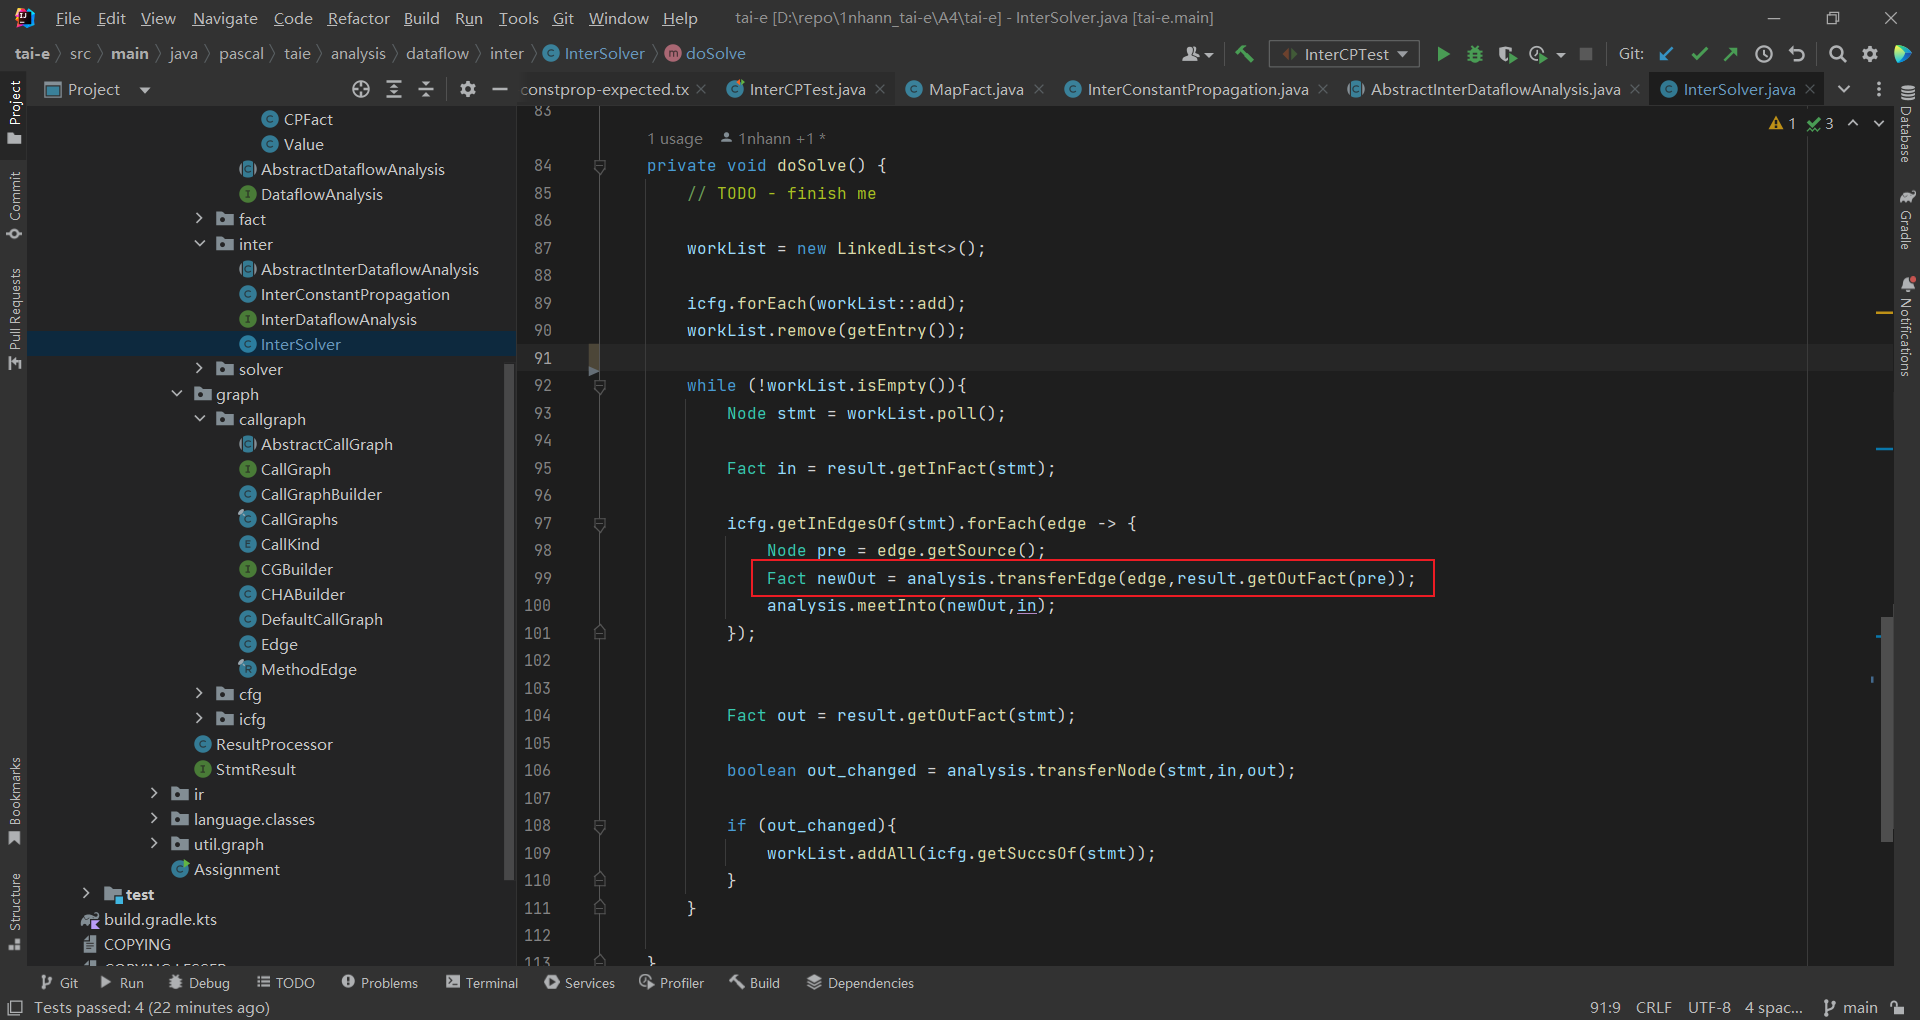 File Edit View Navigate Code Refactor Build Run Tools Git Window Help tai-e [D:\repo\1nhann_tai-e\A4\tai-e] - InterSolver.java [tai-e.main]
tai-e src main java pascal taie analysis dataflow inter InterSolver doSolve InterCPTest Git:
Project constprop-expected.tx InterCPTest.java MapFact.java InterConstantPropagation.java AbstractInterDataflowAnalysis.java InterSolver.java
Project
Commit
Pull Requests
Bookmarks
Structure
CPFact
Value
AbstractDataflowAnalysis
DataflowAnalysis
fact
inter
AbstractInterDataflowAnalysis
InterConstantPropagation
InterDataflowAnalysis
InterSolver
solver
graph
callgraph
AbstractCallGraph
CallGraph
CallGraphBuilder
CallGraphs
CallKind
CGBuilder
CHABuilder
DefaultCallGraph
Edge
MethodEdge
cfg
icfg
ResultProcessor
StmtResult
ir
language.classes
util.graph
Assignment
test
build.gradle.kts
COPYING
COPYING.LESSER
83
1 usage 1nhann +1 *
1 3
84 private void doSolve() {
85 // TODO - finish me
86
87 workList = new LinkedList<>();
88
89 icfg.forEach(workList::add);
90 workList.remove(getEntry());
91
92 while (!workList.isEmpty()){
93 Node stmt = workList.poll();
94
95 Fact in = result.getInFact(stmt);
96
97 icfg.getInEdgesOf(stmt).forEach(edge -> {
98 Node pre = edge.getSource();
99 Fact newOut = analysis.transferEdge(edge,result.getOutFact(pre));
100 analysis.meetInto(newOut,in);
101 });
102
103
104 Fact out = result.getOutFact(stmt);
105
106 boolean out_changed = analysis.transferNode(stmt,in,out);
107
108 if (out_changed){
109 workList.addAll(icfg.getSuccsOf(stmt));
110 }
111 }
112
113 }
Database
Gradle
Notifications
Git Run Debug TODO Problems Terminal Services Profiler Build Dependencies
Tests passed: 4 (22 minutes ago) 91:9 CRLF UTF-8 4 spac... main